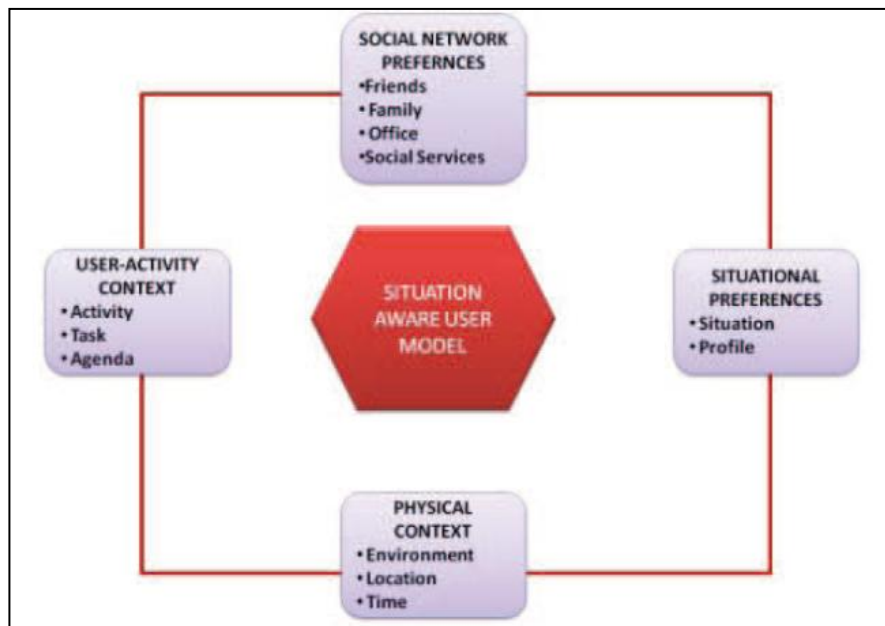 SOCIAL NETWORK
PREFERNCES
•Friends
• Family
• Office
•Social Services
USER-ACTIVITY
CONTEXT
• Activity
• Task
• Agenda
SITUATION
AWARE USER
MODEL
SITUATIONAL
PREFERENCES
• Situation
• Profile
PHYSICAL
CONTEXT
• Environment
• Location
• Time